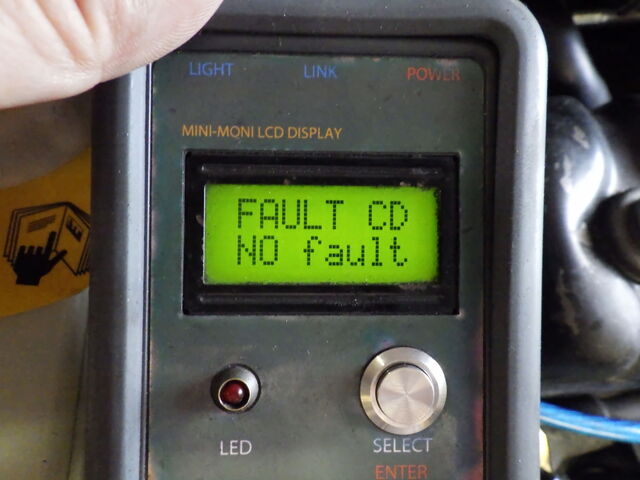 LIGHT LINK POWER
MINI-MONI LCD DISPLAY
FAULT CD
NO fault
LED
SELECT
ENTER